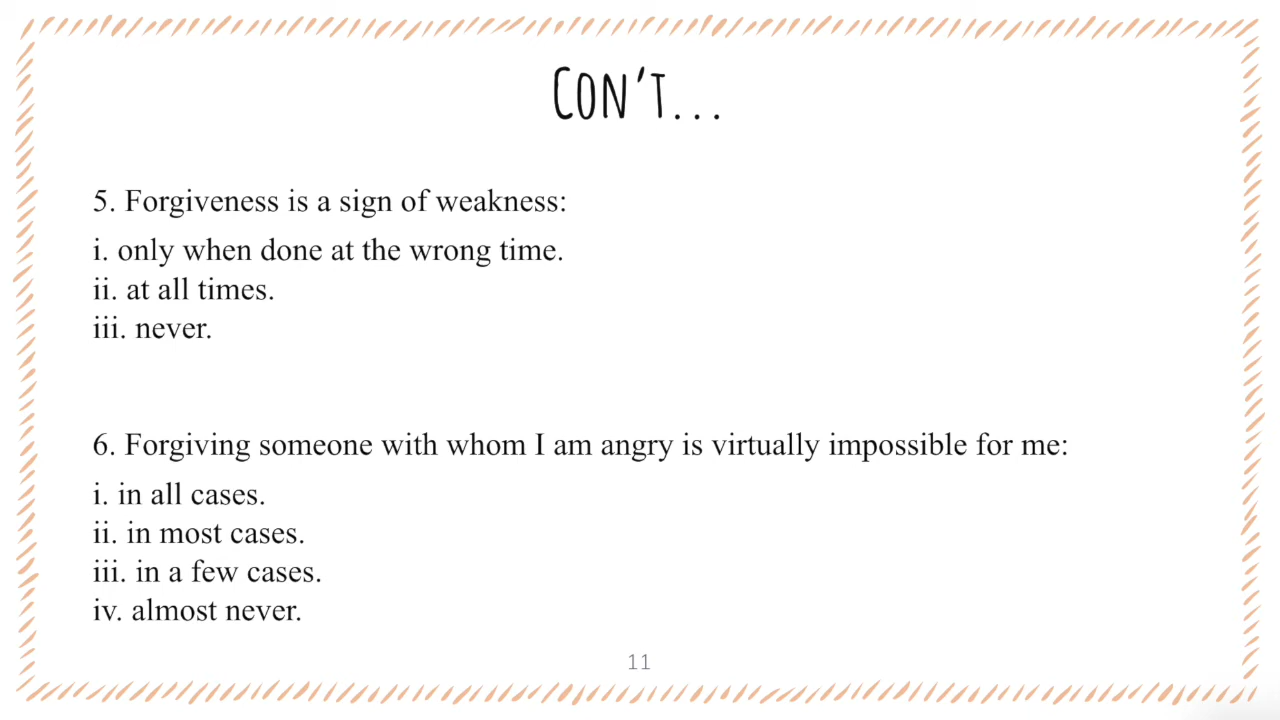 CON'T...
5. Forgiveness is a sign of weakness:
i. only when done at the wrong time.
ii. at all times.
iii. never.
6. Forgiving someone with whom I am angry is virtually impossible for me:
i. in all cases.
ii. in most cases.
iii. in a few cases.
iv. almost never.
11